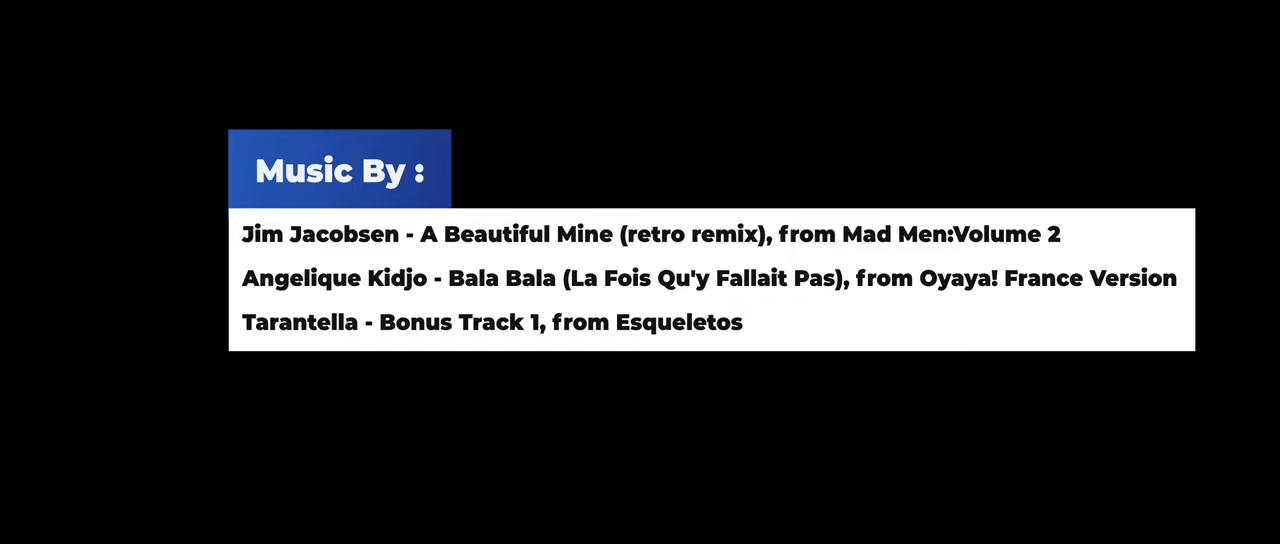 Music By :
Jim Jacobsen - A Beautiful Mine (retro remix), from Mad Men:Volume 2
Angelique Kidjo - Bala Bala (La Fois Qu'y Fallait Pas), from Oyaya! France Version
Tarantella - Bonus Track 1, from Esqueletos